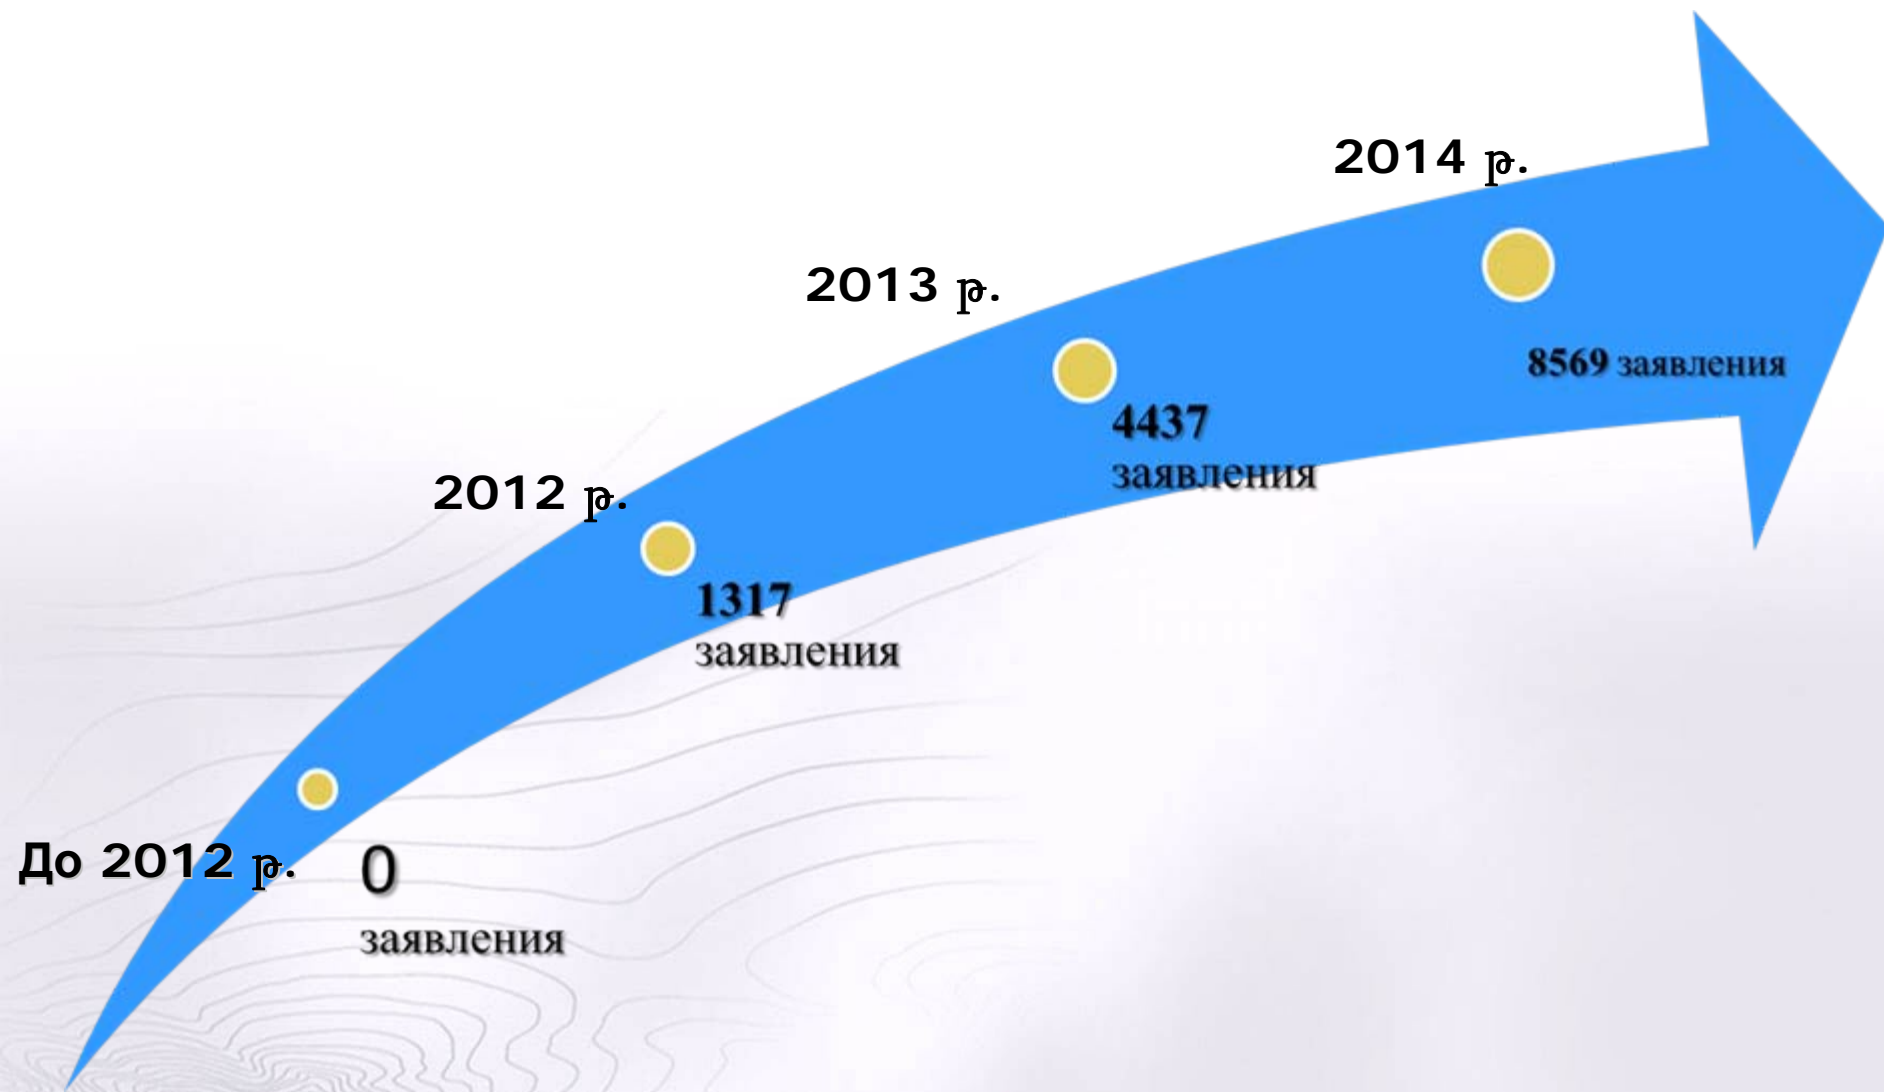 2014 р.
2013 р.
8569 заявления
4437
заявления
2012 р.
1317
заявления
До 2012 р.
0
заявления